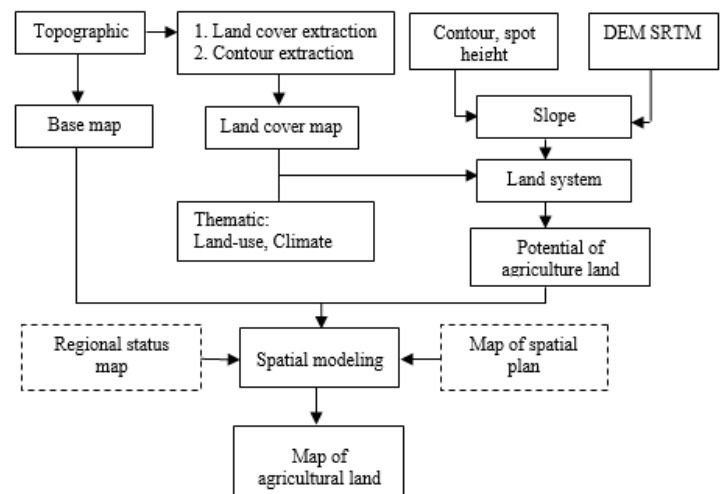 Topographic
1. Land cover extraction
2. Contour extraction
Contour, spot
height
DEM SRTM
Base map
Land cover map
Slope
Land system
Thematic:
Land-use, Climate
Potential of
agriculture land
Regional status
map
Spatial modeling
Map of spatial
plan
Map of
agricultural land